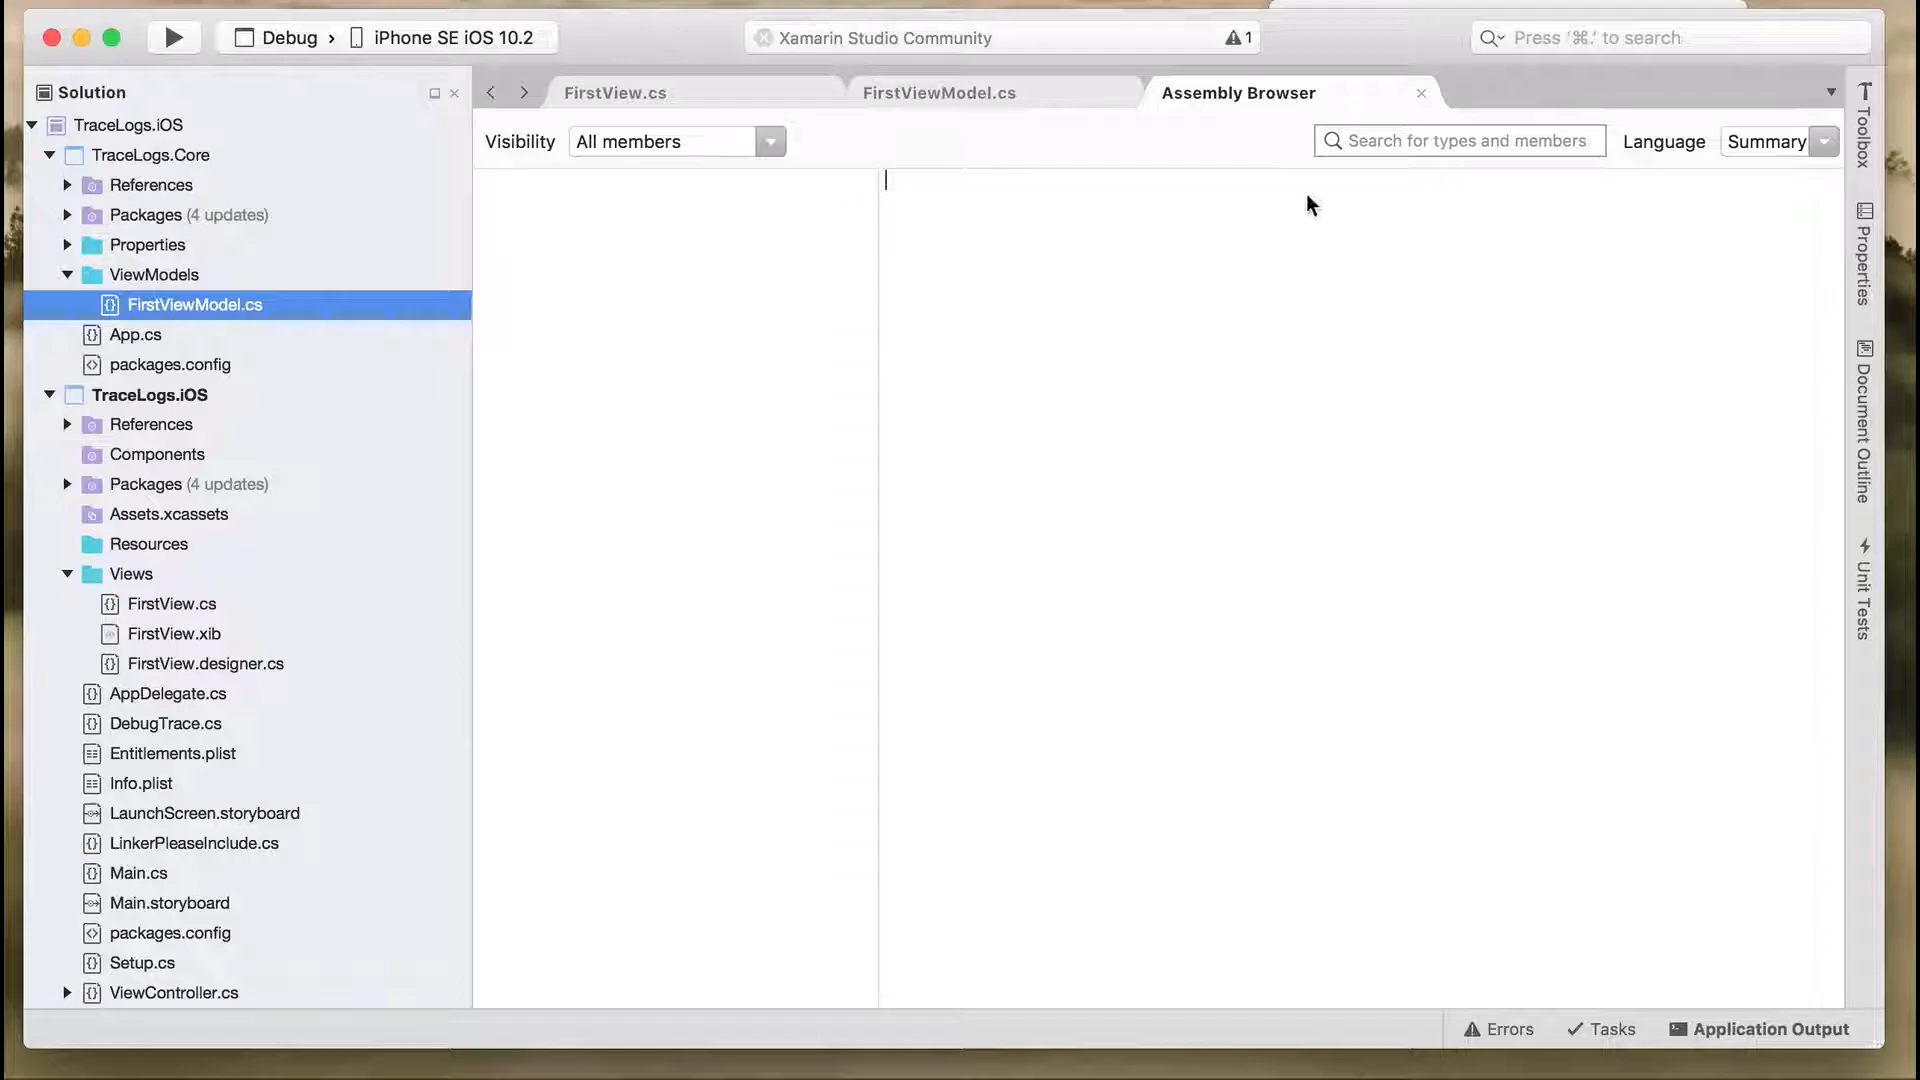 Debug › iPhone SE iOS 10.2
Xamarin Studio Community
1
Press '⌘.' to search
Solution
FirstView.cs
FirstViewModel.cs
Assembly Browser
Visibility
All members
Search for types and members
Language
Summary
TraceLogs.iOS
TraceLogs.Core
References
Packages (4 updates)
Properties
ViewModels
FirstViewModel.cs
App.cs
packages.config
TraceLogs.iOS
References
Components
Packages (4 updates)
Assets.xcassets
Resources
Views
FirstView.cs
FirstView.xib
FirstView.designer.cs
AppDelegate.cs
DebugTrace.cs
Entitlements.plist
Info.plist
LaunchScreen.storyboard
LinkerPleaseInclude.cs
Main.cs
Main.storyboard
packages.config
Setup.cs
ViewController.cs
Toolbox
Properties
Document Outline
Unit Tests
Errors
Tasks
Application Output